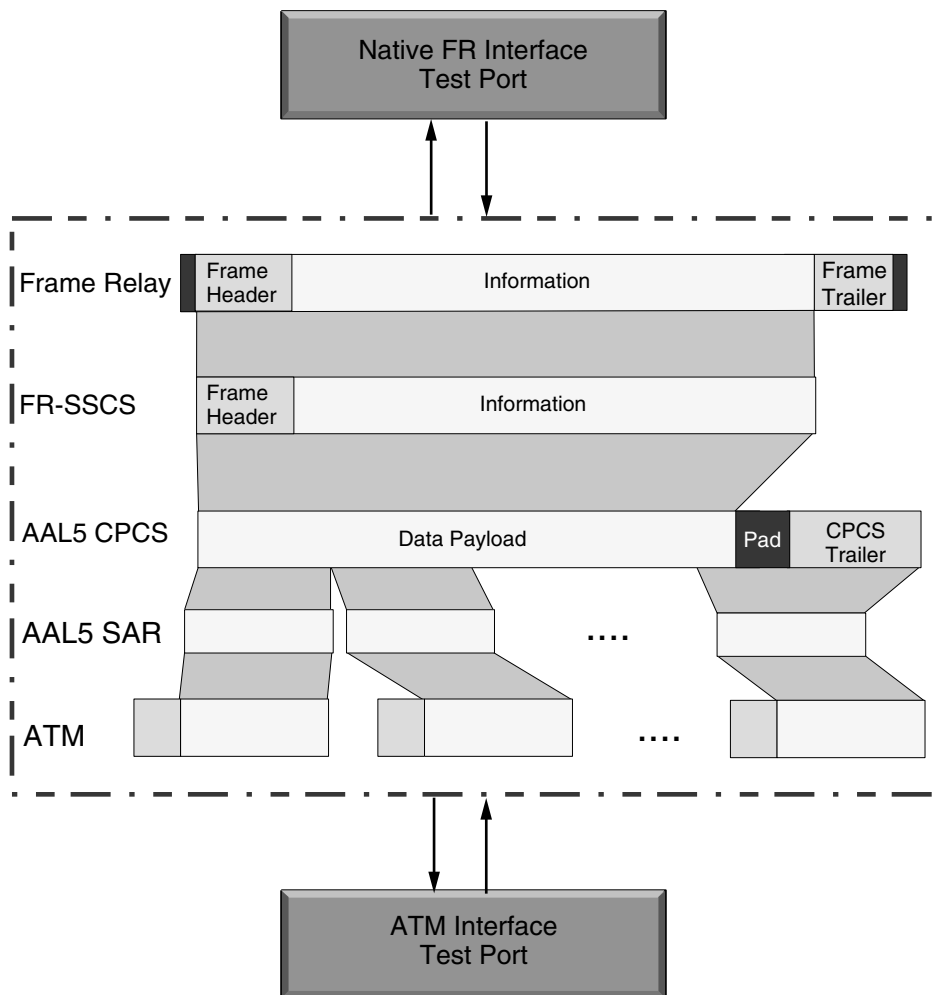 Native FR Interface
Test Port
Frame Relay
Frame
Header
Information
Frame
Trailer
FR-SSCS
Frame
Header
Information
AAL5 CPCS
Data Payload
Pad
CPCS
Trailer
AAL5 SAR
....
ATM
....
ATM Interface
Test Port